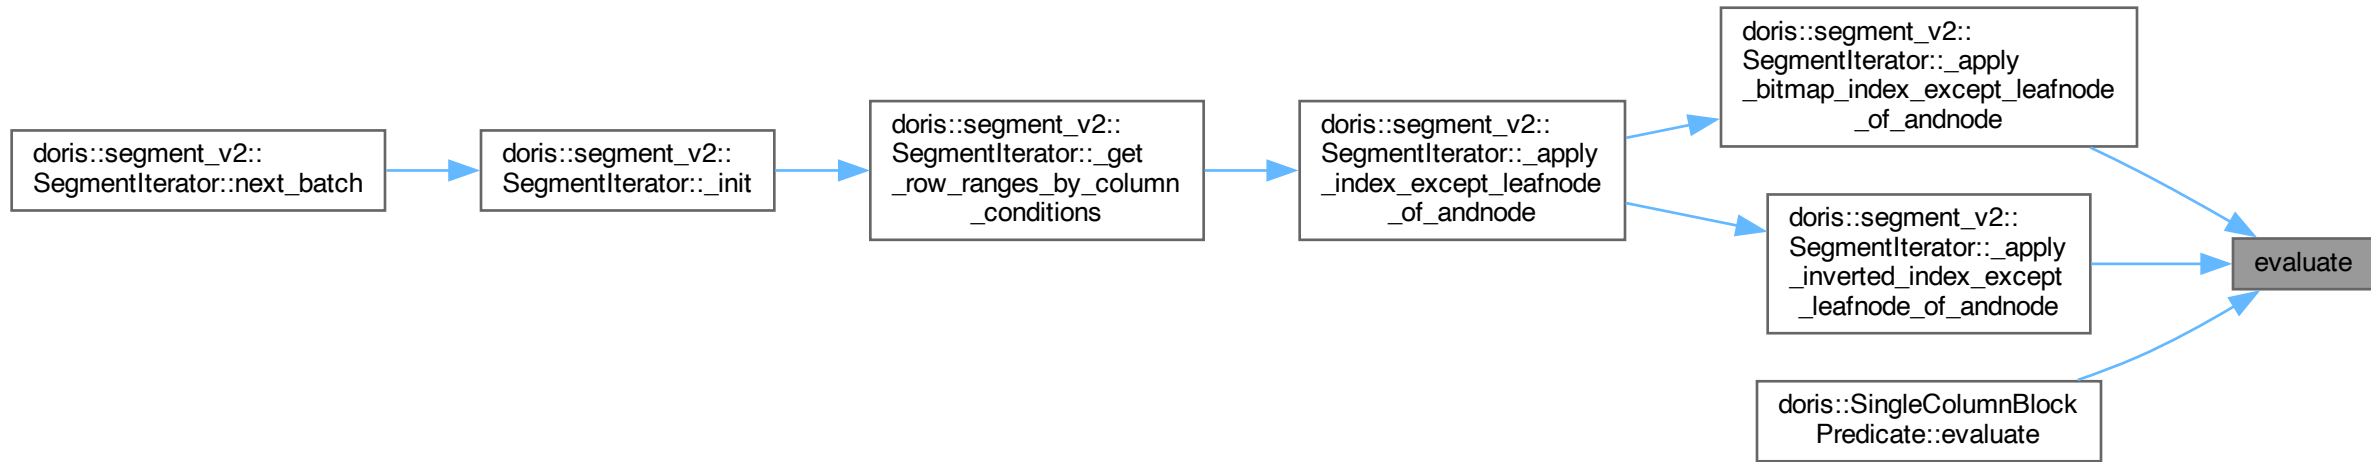 doris::segment_v2::
SegmentIterator::next_batch
doris::segment_v2::
SegmentIterator::_init
doris::segment_v2::
SegmentIterator::_get
_row_ranges_by_column
_conditions
doris::segment_v2::
SegmentIterator::_apply
_index_except_leafnode
_of_andnode
doris::segment_v2::
SegmentIterator::_apply
_bitmap_index_except_leafnode
_of_andnode
doris::segment_v2::
SegmentIterator::_apply
_inverted_index_except
_leafnode_of_andnode
doris::SingleColumnBlock
Predicate::evaluate
evaluate